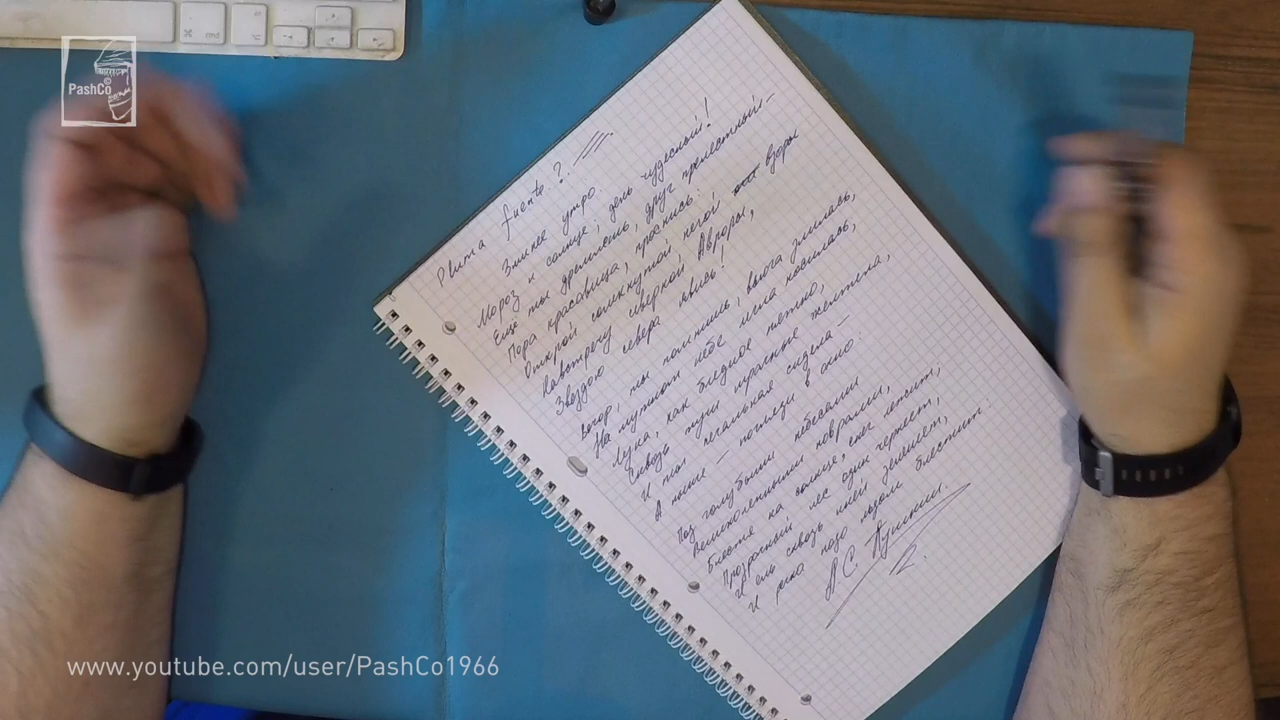 PashCo
©
cmd
Pluma fuente?
Зимнее утро.
Мороз и солнце; день чудесный!
Ещё ты дремлешь, друг прелестный –
Пора красавица, проснись:
Открой сомкнуты негой взоры
Навстречу северной Авроры,
Звездою севера явись!
Вечор, ты помнишь, вьюга злилась,
На мутном небе мгла носилась,
Луна, как бледное пятно,
Сквозь тучи мрачные желтела,
И ты печальная сидела –
А ныне – погляди в окно:
Под голубыми небесами
Великолепными коврами,
Блестя на солнце, снег лежит,
Прозрачный лес один чернеет,
И ель сквозь иней зеленеет,
И речка подо льдом блестит.
А С Пушкин.
www.youtube.com/user/PashCo1966